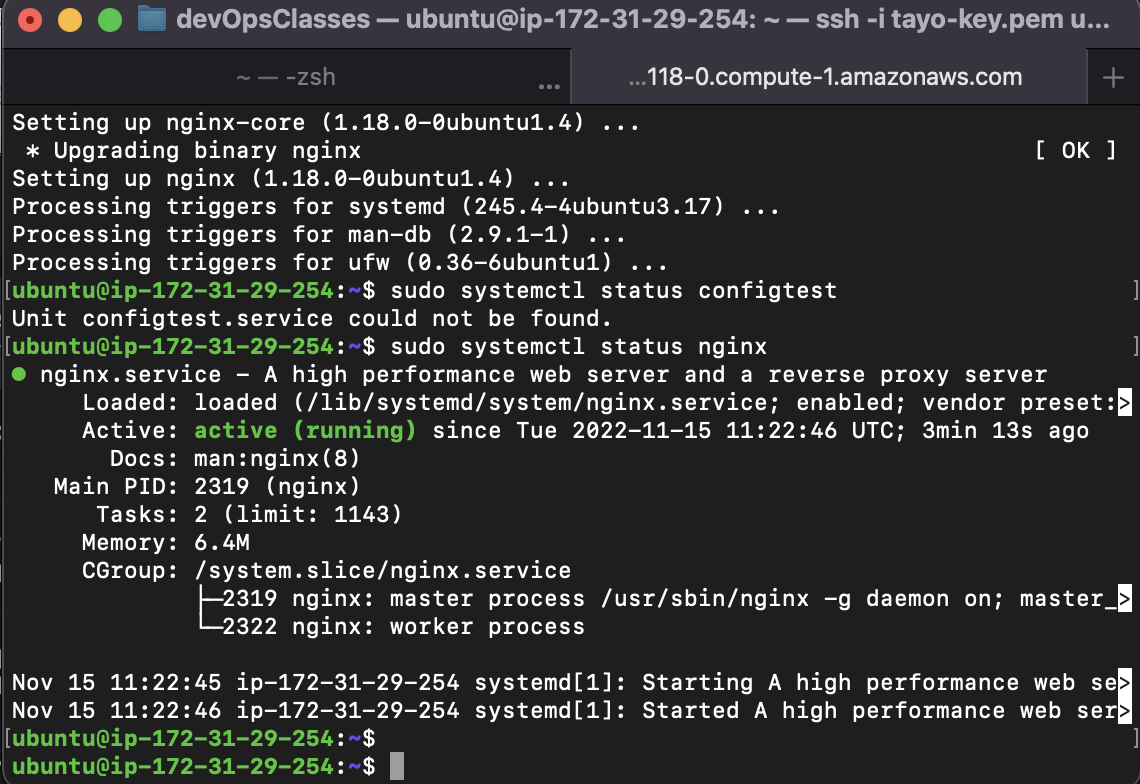 devOpsClasses — ubuntu@ip-172-31-29-254: ~ — ssh -i tayo-key.pem u...
~ — -zsh ...
...118-0.compute-1.amazonaws.com +
Setting up nginx-core (1.18.0-0ubuntu1.4) ...
 * Upgrading binary nginx [ OK ]
Setting up nginx (1.18.0-0ubuntu1.4) ...
Processing triggers for systemd (245.4-4ubuntu3.17) ...
Processing triggers for man-db (2.9.1-1) ...
Processing triggers for ufw (0.36-6ubuntu1) ...
[ubuntu@ip-172-31-29-254:~$ sudo systemctl status configtest ]
Unit configtest.service could not be found.
[ubuntu@ip-172-31-29-254:~$ sudo systemctl status nginx ]
● nginx.service - A high performance web server and a reverse proxy server
     Loaded: loaded (/lib/systemd/system/nginx.service; enabled; vendor preset:>
     Active: active (running) since Tue 2022-11-15 11:22:46 UTC; 3min 13s ago
       Docs: man:nginx(8)
   Main PID: 2319 (nginx)
      Tasks: 2 (limit: 1143)
     Memory: 6.4M
     CGroup: /system.slice/nginx.service
             ├─2319 nginx: master process /usr/sbin/nginx -g daemon on; master_>
             └─2322 nginx: worker process
Nov 15 11:22:45 ip-172-31-29-254 systemd[1]: Starting A high performance web se>
Nov 15 11:22:46 ip-172-31-29-254 systemd[1]: Started A high performance web ser>
[ubuntu@ip-172-31-29-254:~$ ]
ubuntu@ip-172-31-29-254:~$